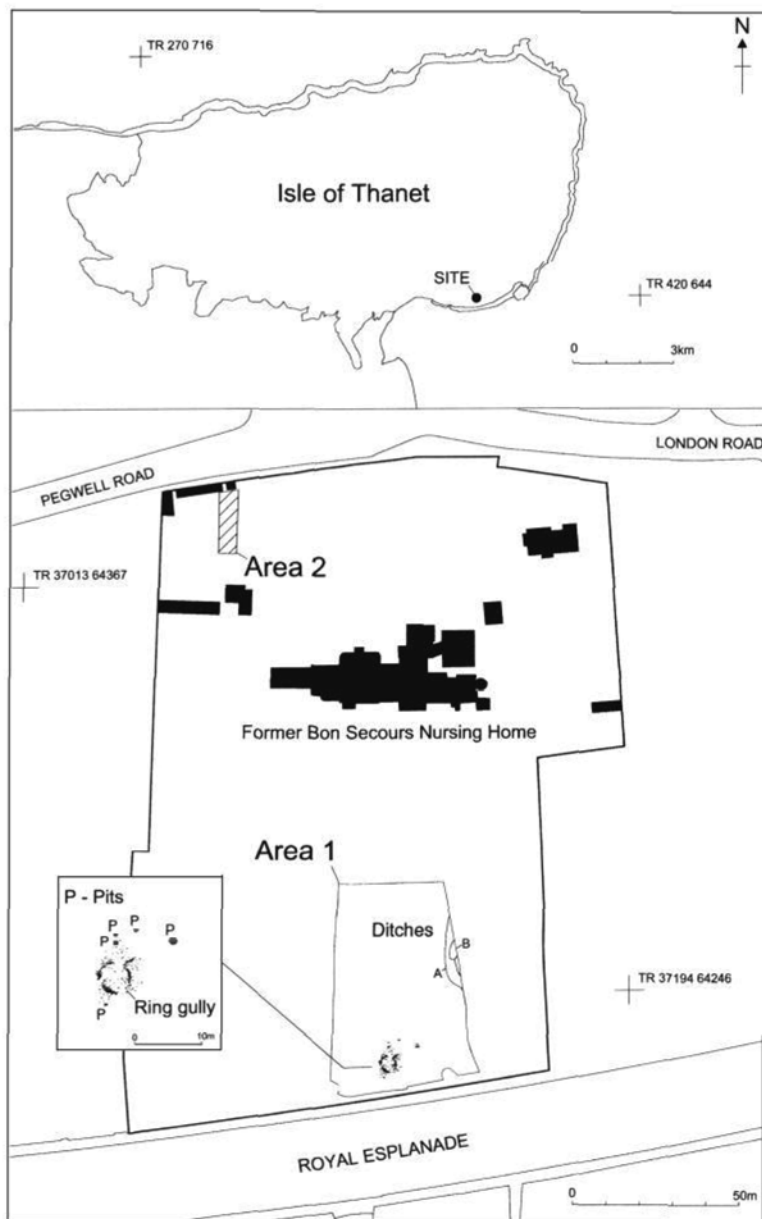 TR 270 716
N
Isle of Thanet
SITE
TR 420 644
0 3km
LONDON ROAD
PEGWELL ROAD
Area 2
TR 37013 64367
Former Bon Secours Nursing Home
Area 1
P - Pits
P
P
P
P
P
Ring gully
0 10m
Ditches
B
A
TR 37194 64246
ROYAL ESPLANADE
0 50m